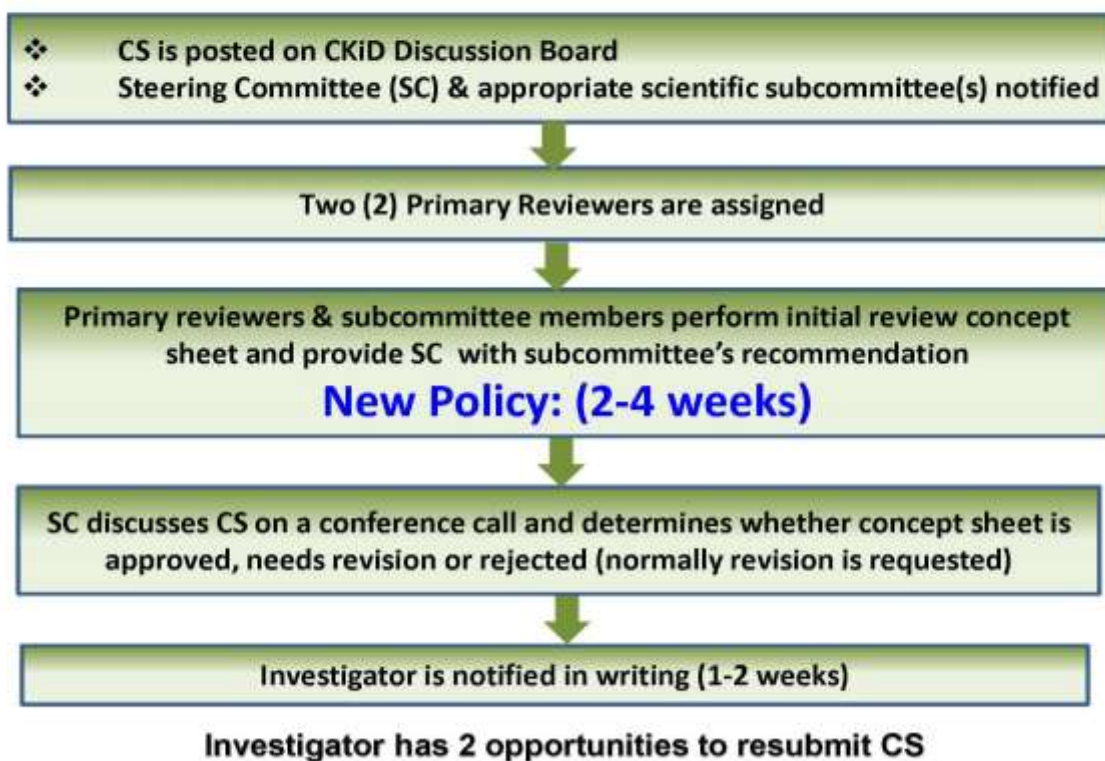 ❖ CS is posted on CKiD Discussion Board
❖ Steering Committee (SC) & appropriate scientific subcommittee(s) notified
Two (2) Primary Reviewers are assigned
Primary reviewers & subcommittee members perform initial review concept
sheet and provide SC with subcommittee's recommendation
New Policy: (2-4 weeks)
SC discusses CS on a conference call and determines whether concept sheet is
approved, needs revision or rejected (normally revision is requested)
Investigator is notified in writing (1-2 weeks)
Investigator has 2 opportunities to resubmit CS